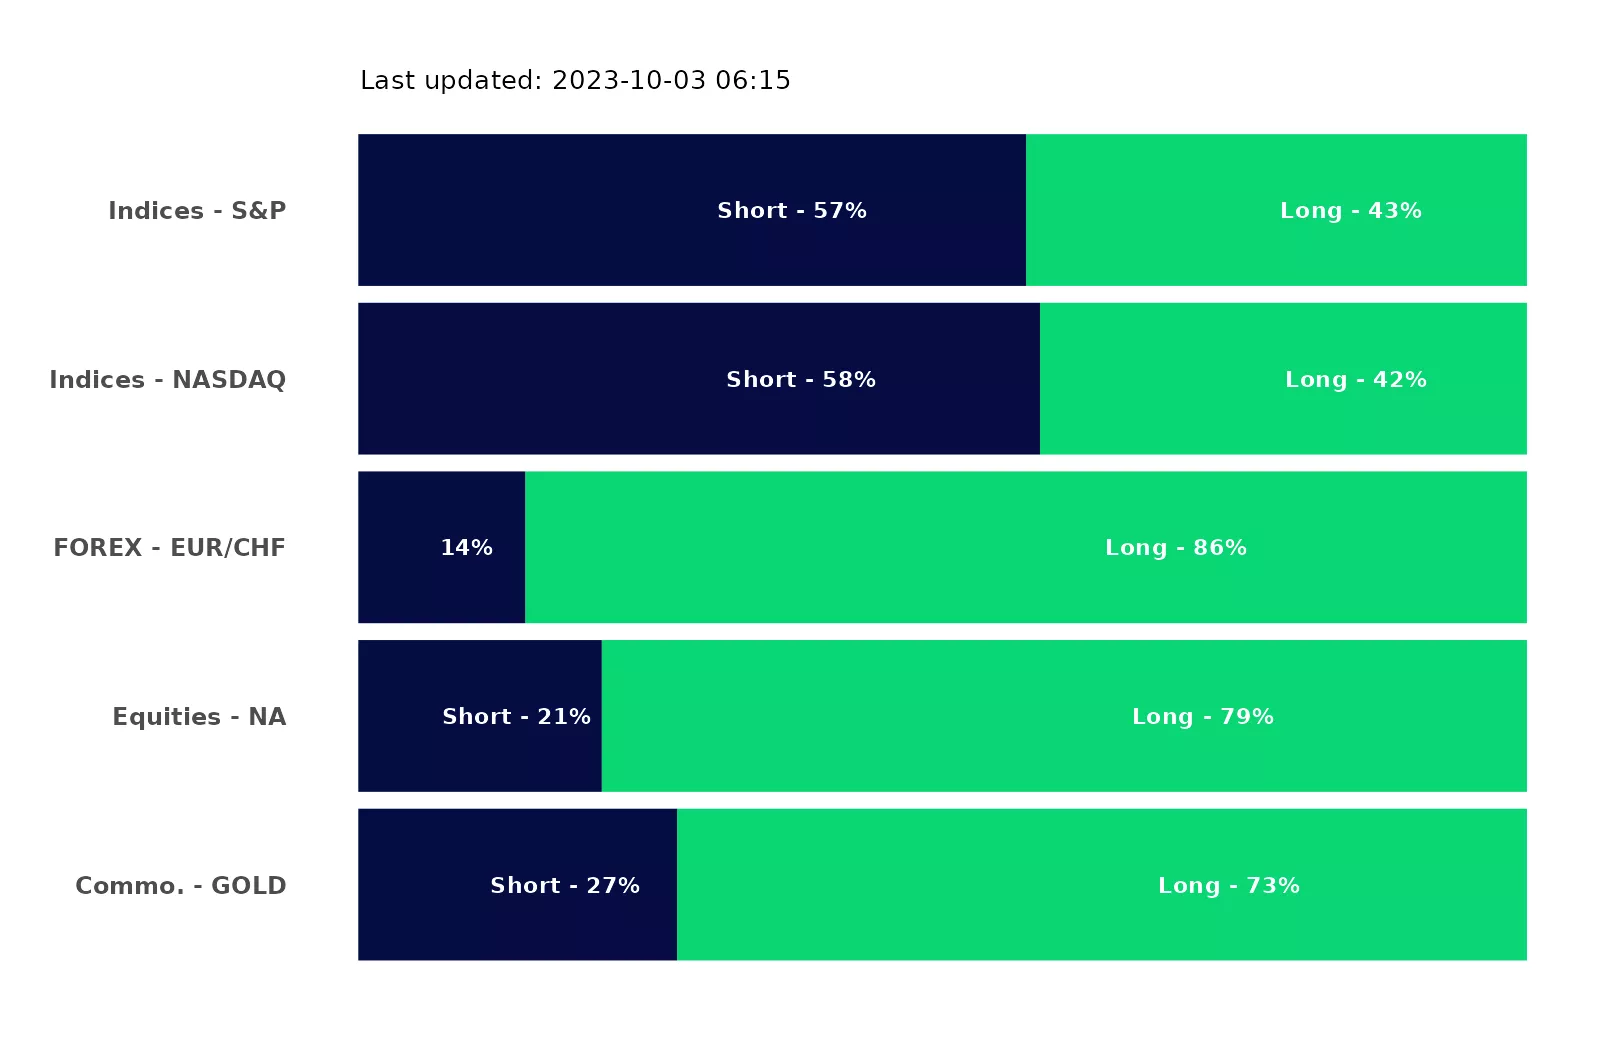 Last updated: 2023-10-03 06:15
Indices - S&P Short - 57% Long - 43%
Indices - NASDAQ Short - 58% Long - 42%
FOREX - EUR/CHF 14% Long - 86%
Equities - NA Short - 21% Long - 79%
Commo. - GOLD Short - 27% Long - 73%